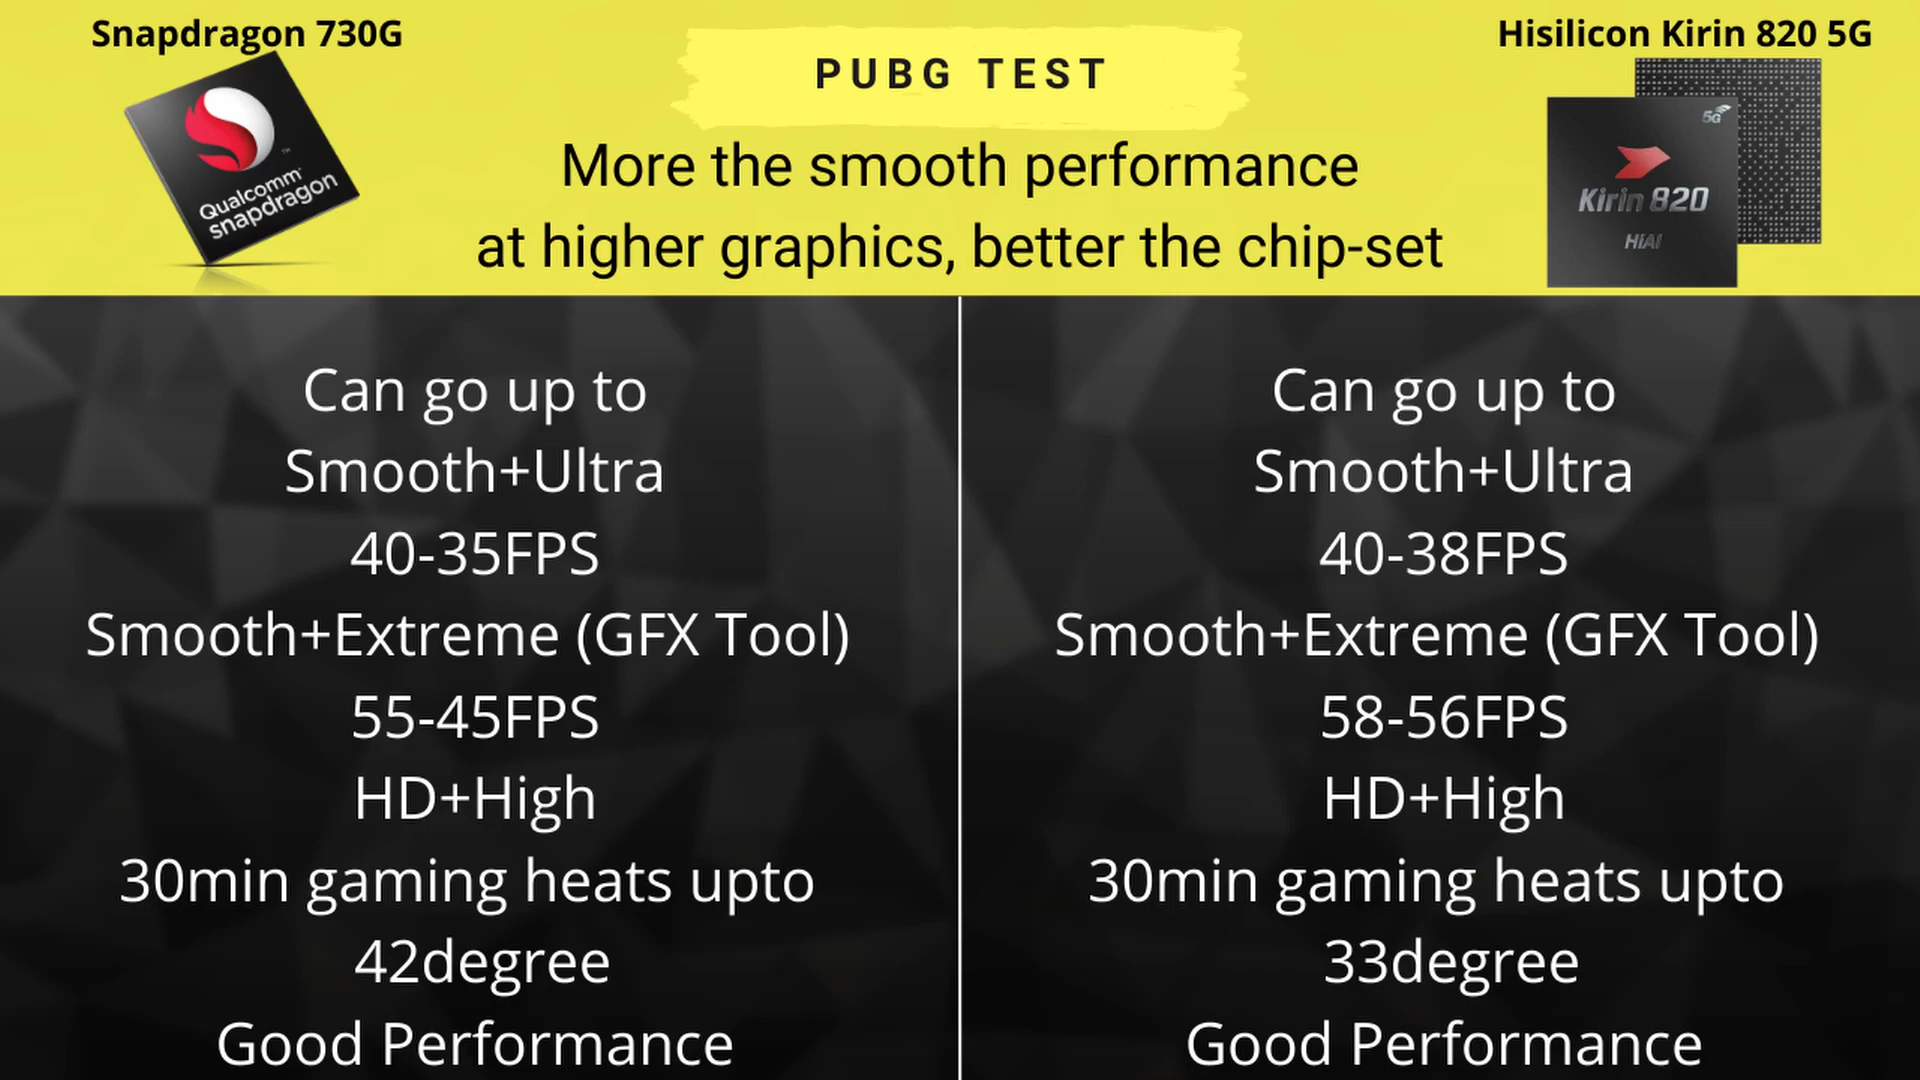 Snapdragon 730G
Qualcomm
snapdragon
TM
PUBG TEST
More the smooth performance
at higher graphics, better the chip-set
Hisilicon Kirin 820 5G
5G
Kirin 820
HiAI
Can go up to
Smooth+Ultra
40-35FPS
Smooth+Extreme (GFX Tool)
55-45FPS
HD+High
30min gaming heats upto
42degree
Good Performance
Can go up to
Smooth+Ultra
40-38FPS
Smooth+Extreme (GFX Tool)
58-56FPS
HD+High
30min gaming heats upto
33degree
Good Performance